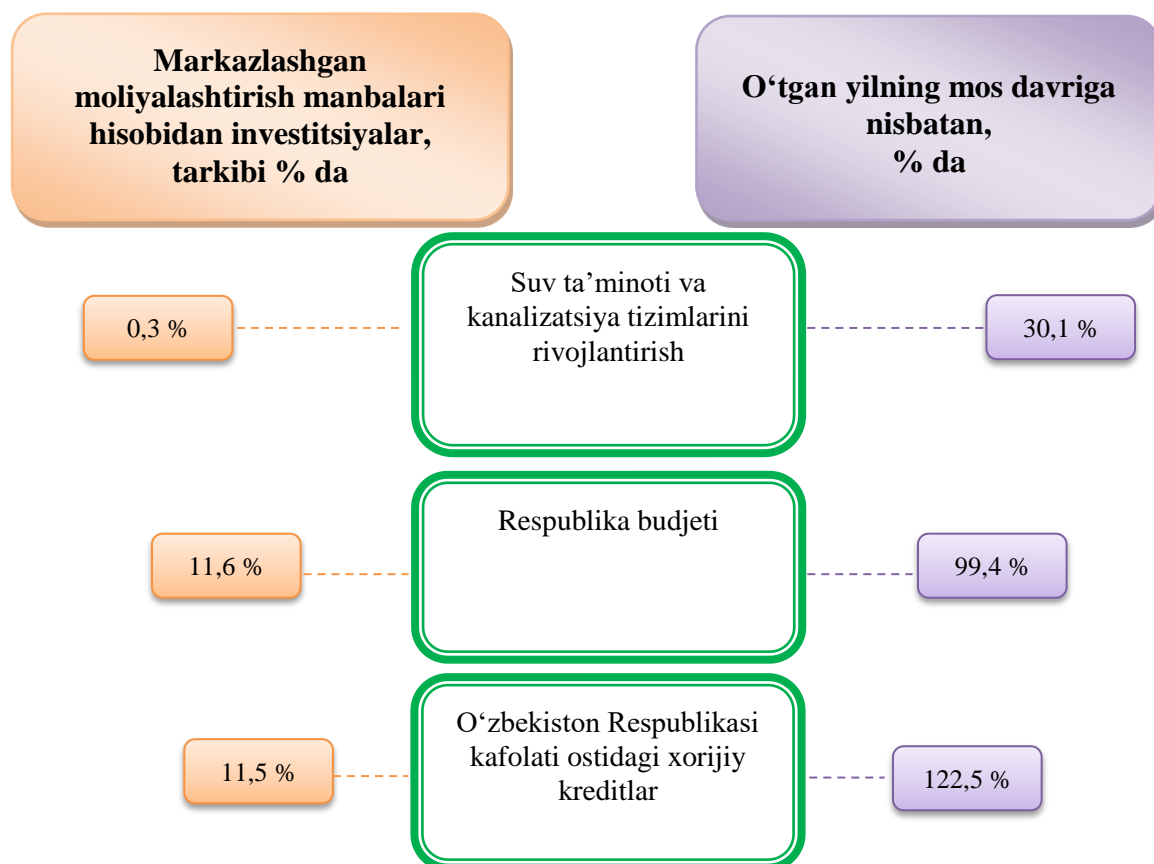 Markazlashgan
moliyalashtirish manbalari
hisobidan investitsiyalar,
tarkibi % da
O‘tgan yilning mos davriga
nisbatan,
% da
0,3 %
Suv ta’minoti va
kanalizatsiya tizimlarini
rivojlantirish
30,1 %
11,6 %
Respublika budjeti
99,4 %
11,5 %
O‘zbekiston Respublikasi
kafolati ostidagi xorijiy
kreditlar
122,5 %